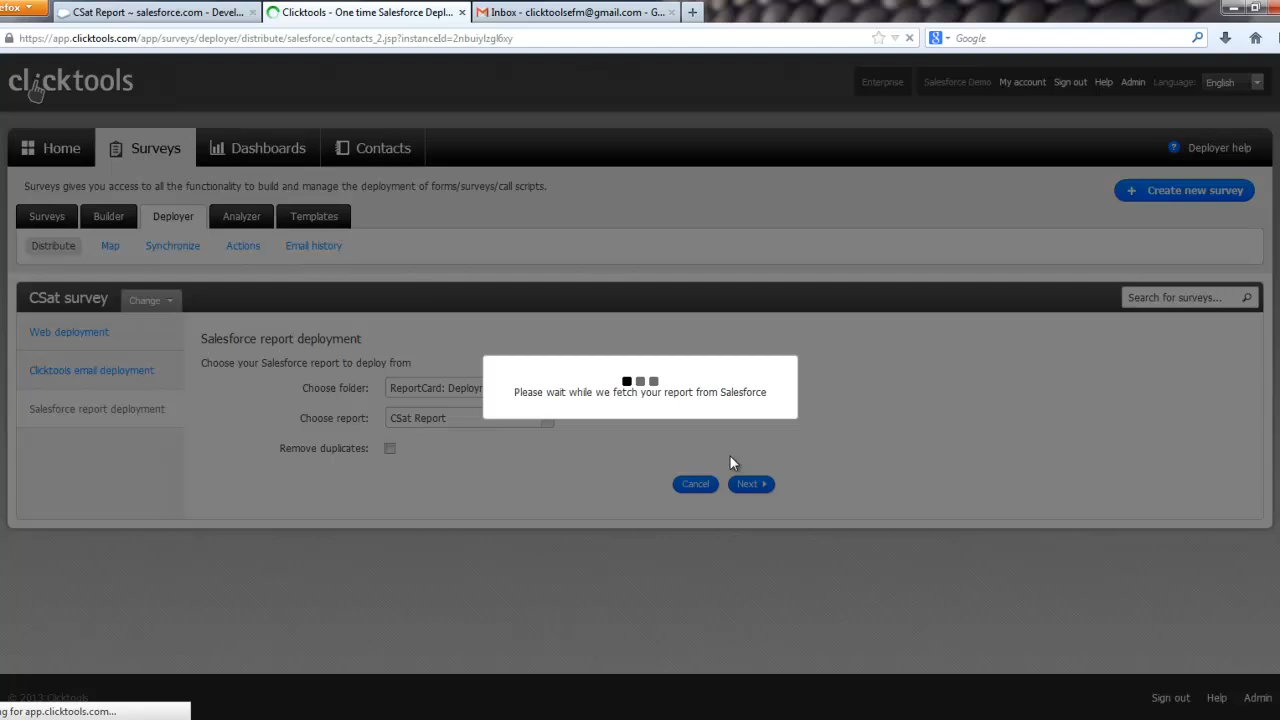 efox
CSat Report ~ salesforce.com - Devel...
Clicktools - One time Salesforce Depl...
Inbox - clicktoolsefm@gmail.com - G...
https://app.clicktools.com/app/surveys/deployer/distribute/salesforce/contacts_2.jsp?instanceId=2nbuiylzgl6xy
Google
clicktools
Enterprise
Salesforce Demo
My account
Sign out
Help
Admin
Language:
English
Home
Surveys
Dashboards
Contacts
? Deployer help
Surveys gives you access to all the functionality to build and manage the deployment of forms/surveys/call scripts.
+ Create new survey
Surveys
Builder
Deployer
Analyzer
Templates
Distribute
Map
Synchronize
Actions
Email history
CSat survey
Change
Search for surveys...
Web deployment
Clicktools email deployment
Salesforce report deployment
Salesforce report deployment
Choose your Salesforce report to deploy from
Choose folder:
ReportCard: Deploym
Choose report:
CSat Report
Remove duplicates:
Please wait while we fetch your report from Salesforce
Cancel
Next
© 2013 Clicktools
Sign out
Help
Admin
ng for app.clicktools.com...